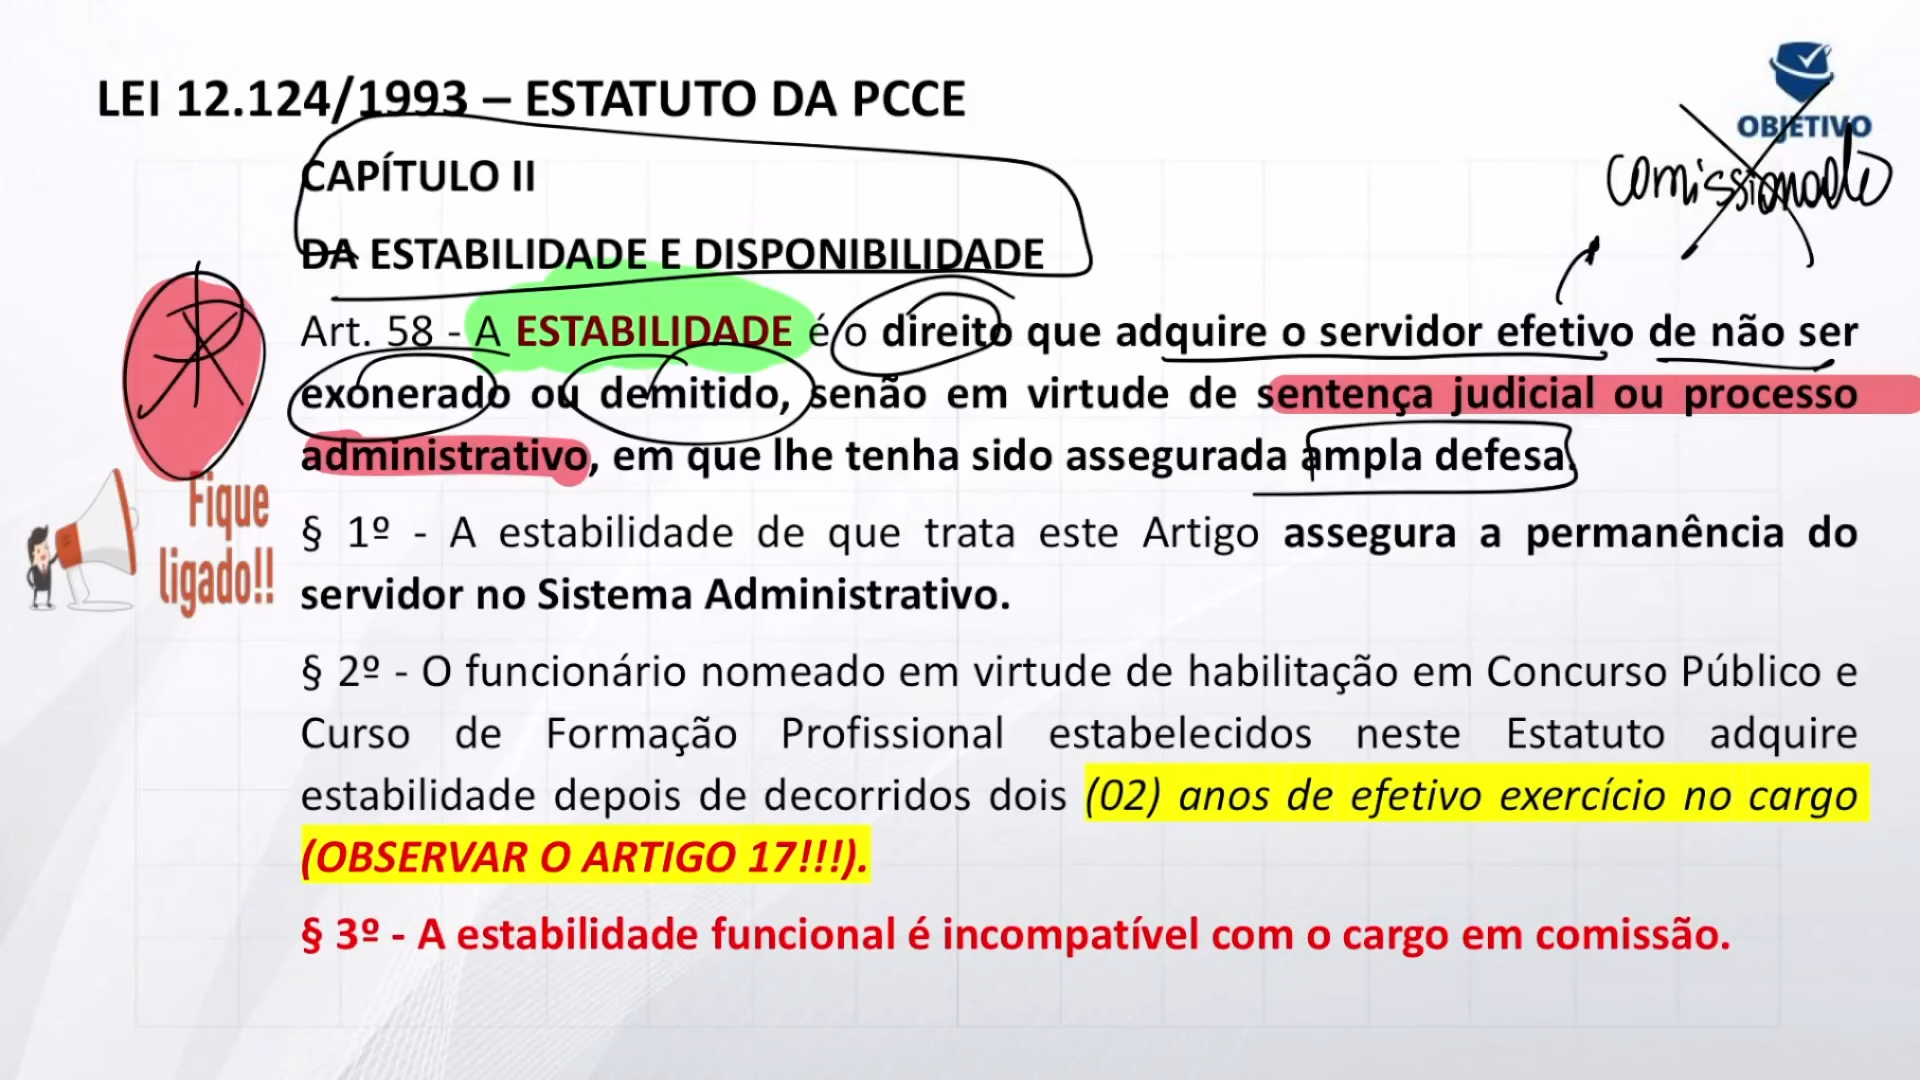 LEI 12.124/1993 – ESTATUTO DA PCCE
OBJETIVO
comissionado
CAPÍTULO II
DA ESTABILIDADE E DISPONIBILIDADE
Art. 58 - A ESTABILIDADE é o direito que adquire o servidor efetivo de não ser
exonerado ou demitido, senão em virtude de sentença judicial ou processo
administrativo, em que lhe tenha sido assegurada ampla defesa.
Fique
ligado!!
§ 1º - A estabilidade de que trata este Artigo assegura a permanência do
servidor no Sistema Administrativo.
§ 2º - O funcionário nomeado em virtude de habilitação em Concurso Público e
Curso de Formação Profissional estabelecidos neste Estatuto adquire
estabilidade depois de decorridos dois (02) anos de efetivo exercício no cargo
(OBSERVAR O ARTIGO 17!!!).
§ 3º - A estabilidade funcional é incompatível com o cargo em comissão.